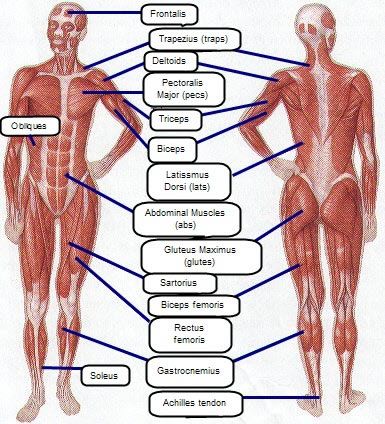 Frontalis
Trapezius (traps)
Deltoids
Pectoralis
Major (pecs)
Triceps
Obliques
Biceps
Latissmus
Dorsi (lats)
Abdominal Muscles
(abs)
Gluteus Maximus
(glutes)
Sartorius
Biceps femoris
Rectus
femoris
Soleus
Gastrocnemius
Achilles tendon